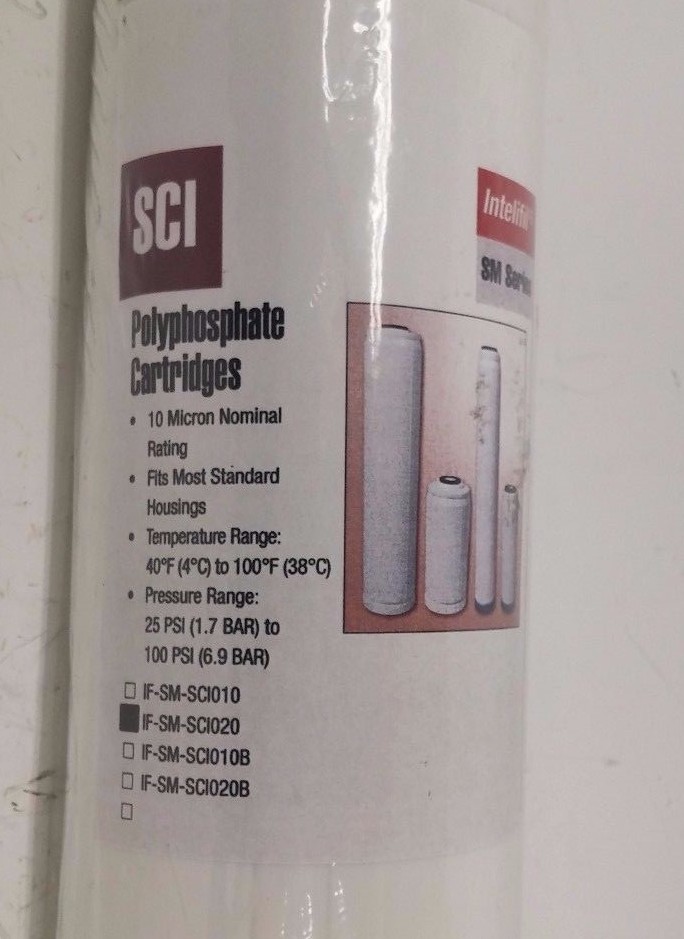 SCI
Intelifil
SM Series
Polyphosphate
Cartridges
• 10 Micron Nominal
Rating
• Fits Most Standard
Housings
• Temperature Range:
40°F (4°C) to 100°F (38°C)
• Pressure Range:
25 PSI (1.7 BAR) to
100 PSI (6.9 BAR)
IF-SM-SCI010
IF-SM-SCI020
IF-SM-SCI010B
IF-SM-SCI020B